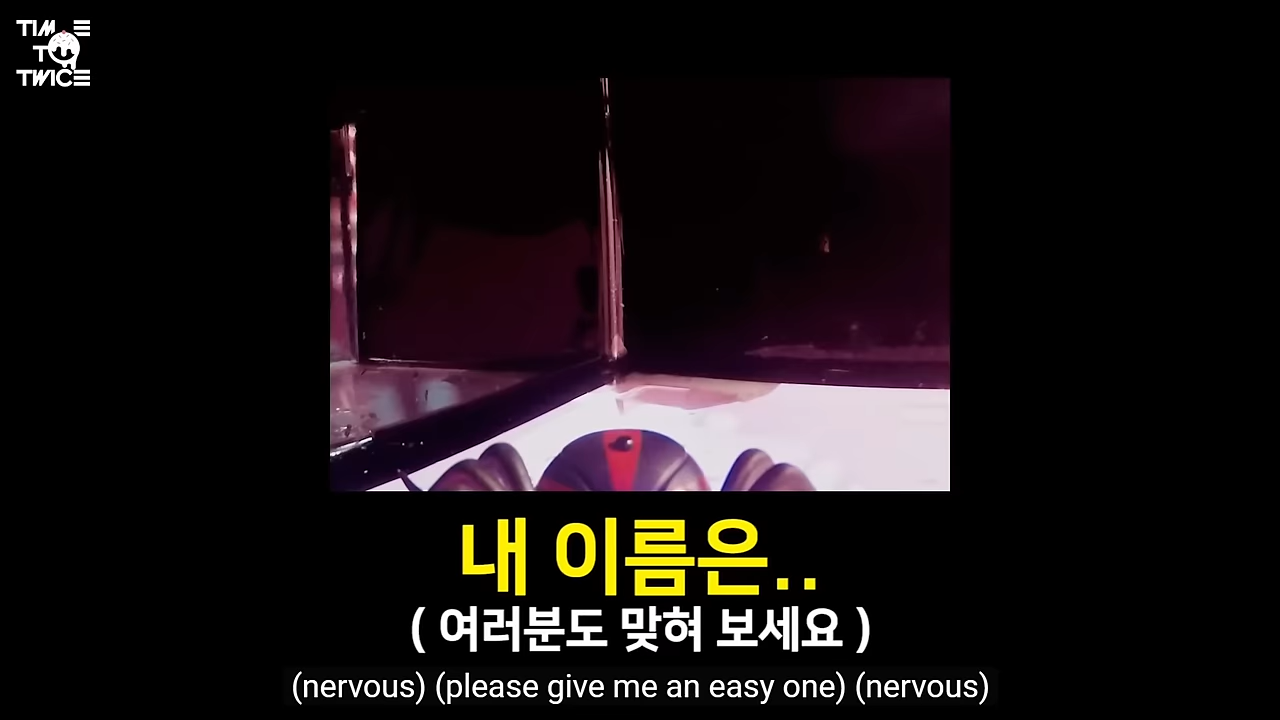 TIME
TO
TWICE
내 이름은..
( 여러분도 맞혀 보세요 )
(nervous) (please give me an easy one) (nervous)